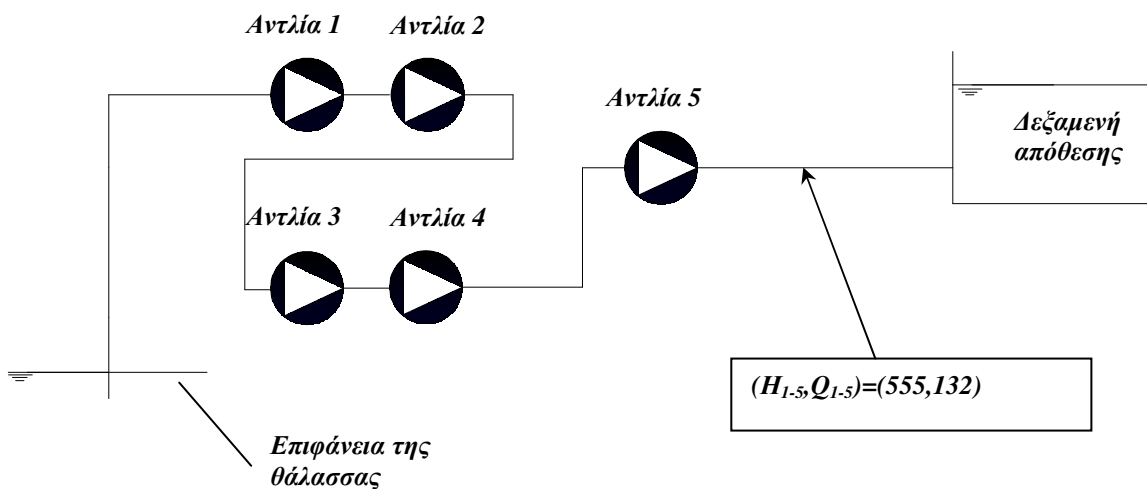 Αντλία 1
Αντλία 2
Αντλία 5
Δεξαμενή
απόθεσης
Αντλία 3
Αντλία 4
(H1-5,Q1-5)=(555,132)
Επιφάνεια της
θάλασσας